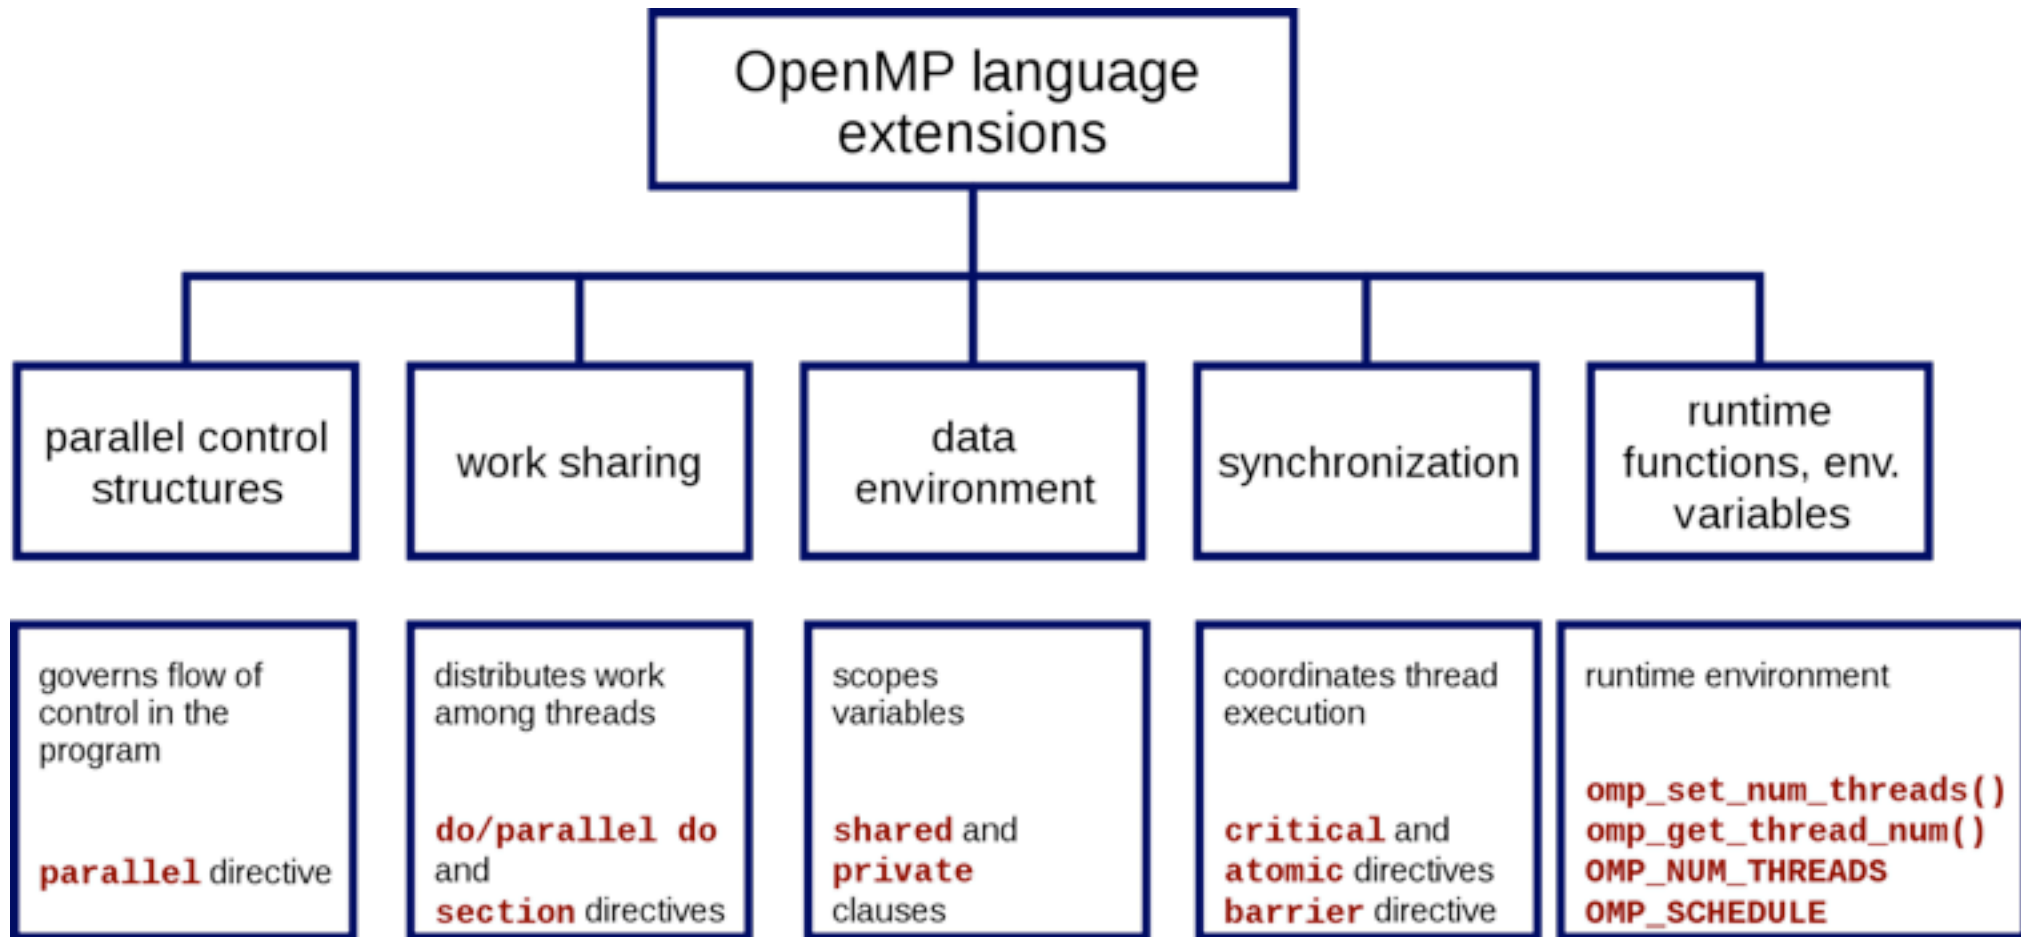 OpenMP language
extensions
parallel control
structures
work sharing
data
environment
synchronization
runtime
functions, env.
variables
governs flow of
control in the
program
parallel directive
distributes work
among threads
do/parallel do
and
section directives
scopes
variables
shared and
private
clauses
coordinates thread
execution
critical and
atomic directives
barrier directive
runtime environment
omp_set_num_threads()
omp_get_thread_num()
OMP_NUM_THREADS
OMP_SCHEDULE